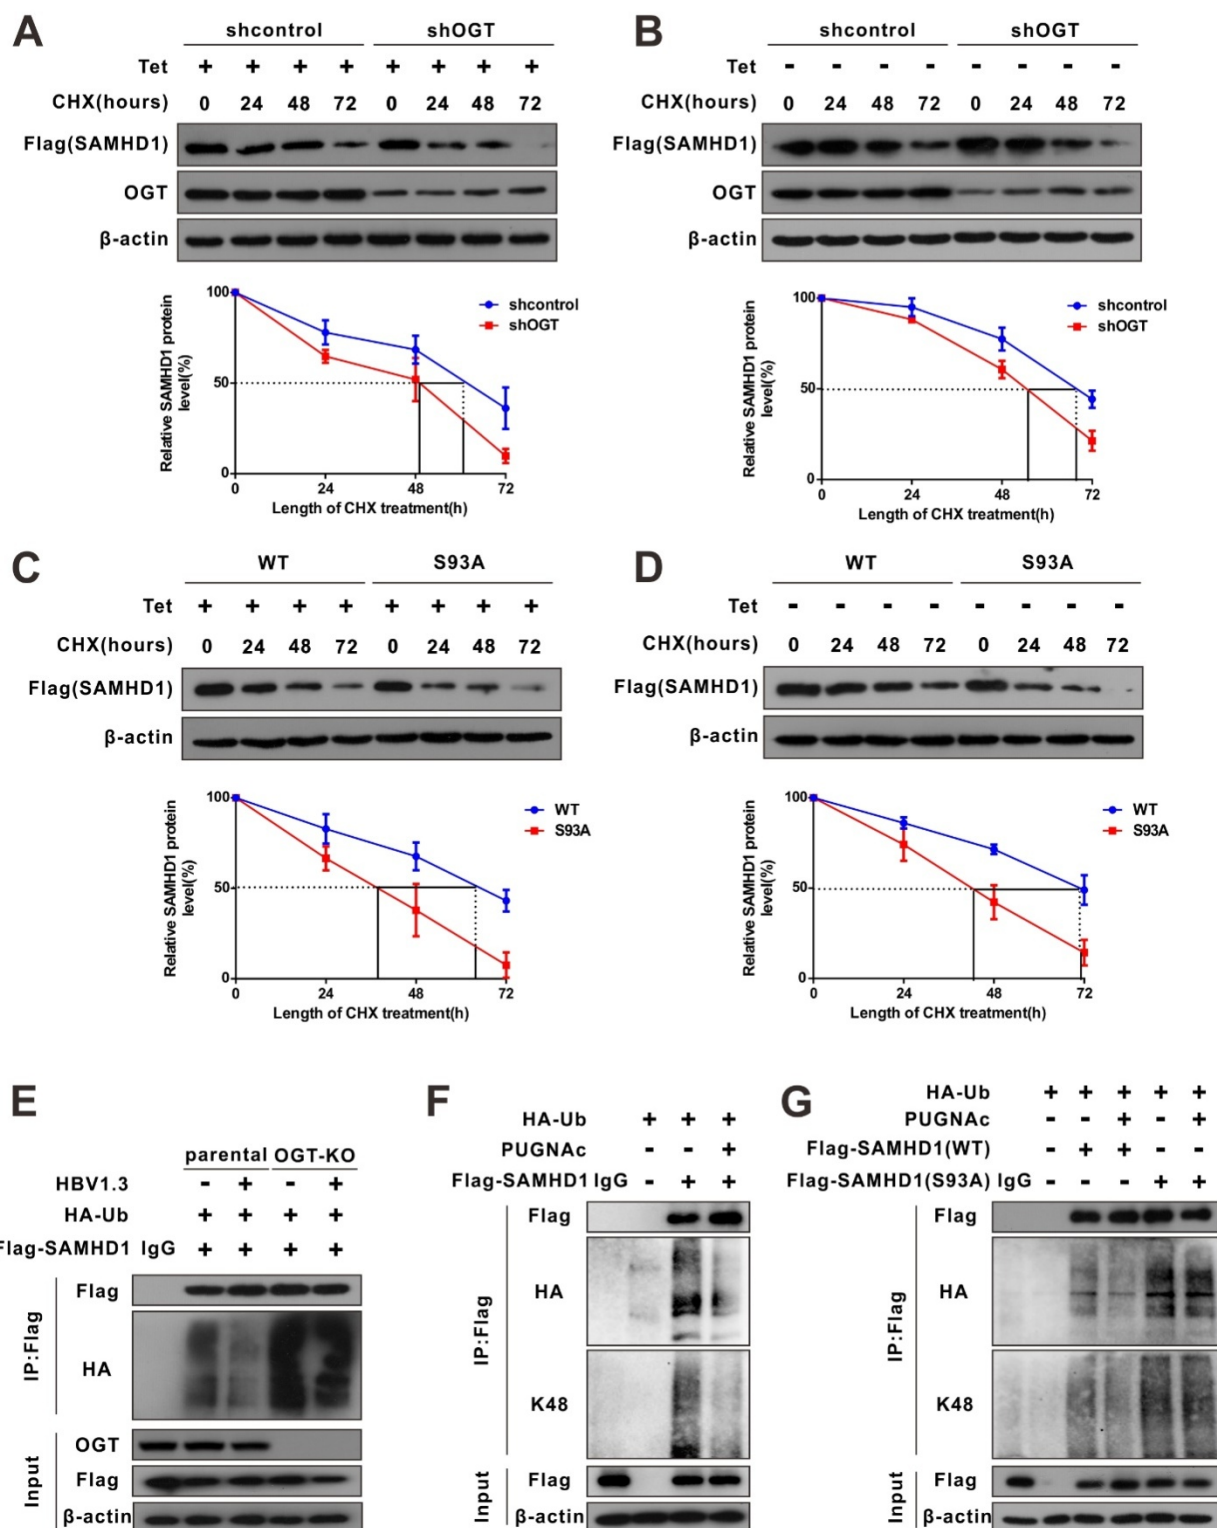 A
shcontrol shOGT
Tet + + + + + + + +
CHX(hours) 0 24 48 72 0 24 48 72
Flag(SAMHD1)
OGT
β-actin
Relative SAMHD1 protein
level(%)
100
50
0
0 24 48 72
Length of CHX treatment(h)
shcontrol
shOGT
B
shcontrol shOGT
Tet - - - - - - - -
CHX(hours) 0 24 48 72 0 24 48 72
Flag(SAMHD1)
OGT
β-actin
Relative SAMHD1 protein
level(%)
100
50
0
0 24 48 72
Length of CHX treatment(h)
shcontrol
shOGT
C
WT S93A
Tet + + + + + + + +
CHX(hours) 0 24 48 72 0 24 48 72
Flag(SAMHD1)
β-actin
Relative SAMHD1 protein
level(%)
100
50
0
0 24 48 72
Length of CHX treatment(h)
WT
S93A
D
WT S93A
Tet - - - - - - - -
CHX(hours) 0 24 48 72 0 24 48 72
Flag(SAMHD1)
β-actin
Relative SAMHD1 protein
level(%)
100
50
0
0 24 48 72
Length of CHX treatment(h)
WT
S93A
E
parental OGT-KO
HBV1.3 - + - +
HA-Ub + + + +
Flag-SAMHD1 IgG + + + +
IP:Flag
Flag
HA
Input
OGT
Flag
β-actin
F
HA-Ub + + +
PUGNAc - - +
Flag-SAMHD1 IgG - + +
IP:Flag
Flag
HA
K48
Input
Flag
β-actin
G
HA-Ub + + + + +
PUGNAc - - + - +
Flag-SAMHD1(WT) - + + - -
Flag-SAMHD1(S93A) IgG - - - + +
IP:Flag
Flag
HA
K48
Input
Flag
β-actin